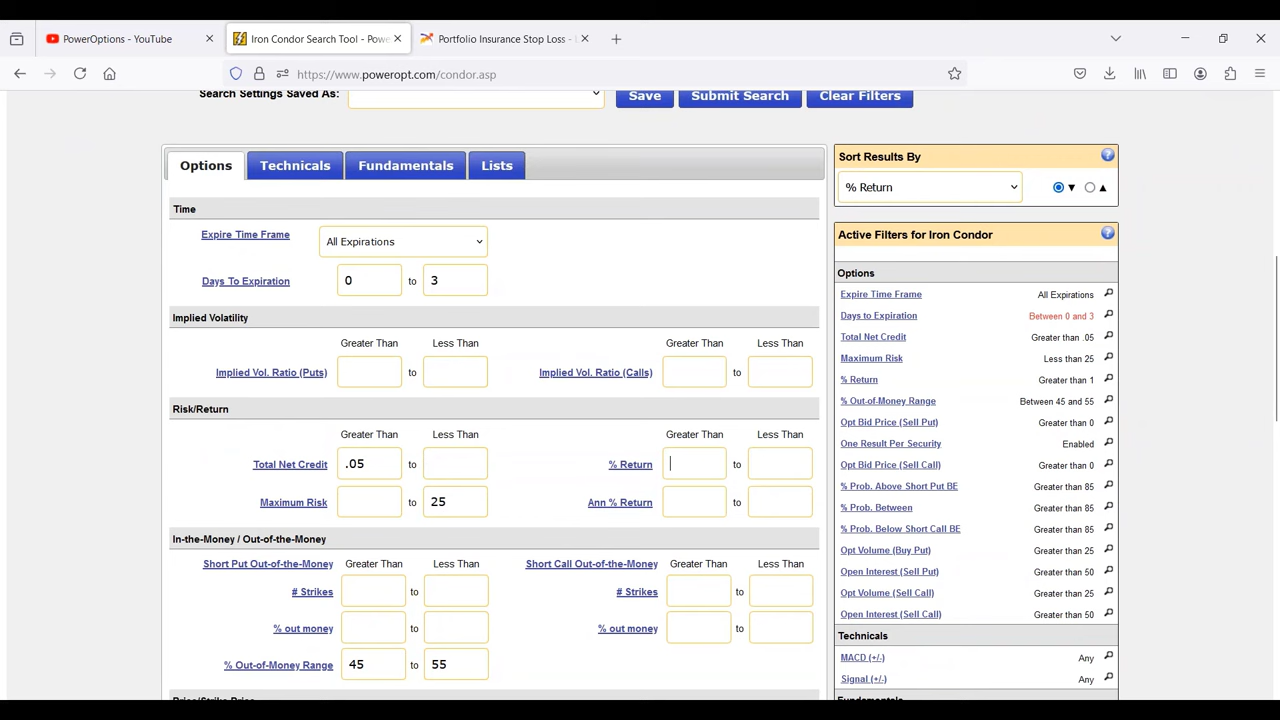 PowerOptions - YouTube
Iron Condor Search Tool - Powe
Portfolio Insurance Stop Loss -
https://www.poweropt.com/condor.asp
Search Settings Saved As:
Save
Submit Search
Clear Filters
Options
Technicals
Fundamentals
Lists
Time
Expire Time Frame
All Expirations
Days To Expiration
0
to
3
Implied Volatility
Greater Than
Less Than
Greater Than
Less Than
Implied Vol. Ratio (Puts)
to
Implied Vol. Ratio (Calls)
to
Risk/Return
Greater Than
Less Than
Greater Than
Less Than
Total Net Credit
.05
to
% Return
to
Maximum Risk
to
25
Ann % Return
to
In-the-Money / Out-of-the-Money
Short Put Out-of-the-Money
Greater Than
Less Than
Short Call Out-of-the-Money
Greater Than
Less Than
# Strikes
to
# Strikes
to
% out money
to
% out money
to
% Out-of-Money Range
45
to
55
Sort Results By
% Return
Active Filters for Iron Condor
Options
Expire Time Frame
All Expirations
Days to Expiration
Between 0 and 3
Total Net Credit
Greater than .05
Maximum Risk
Less than 25
% Return
Greater than 1
% Out-of-Money Range
Between 45 and 55
Opt Bid Price (Sell Put)
Greater than 0
One Result Per Security
Enabled
Opt Bid Price (Sell Call)
Greater than 0
% Prob. Above Short Put BE
Greater than 85
% Prob. Between
Greater than 85
% Prob. Below Short Call BE
Greater than 85
Opt Volume (Buy Put)
Greater than 25
Open Interest (Sell Put)
Greater than 50
Opt Volume (Sell Call)
Greater than 25
Open Interest (Sell Call)
Greater than 50
Technicals
MACD (+/-)
Any
Signal (+/-)
Any